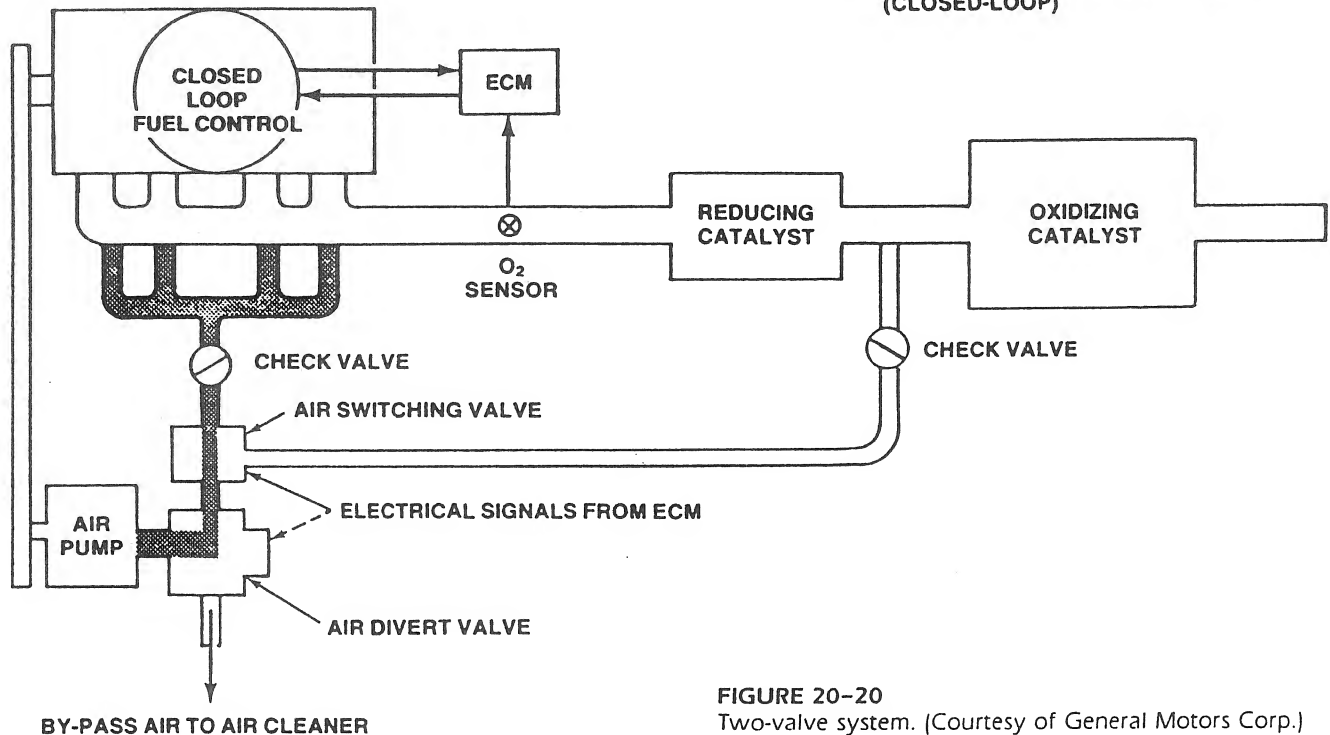 (CLOSED-LOOP)
CLOSED
LOOP
FUEL CONTROL
ECM
REDUCING
CATALYST
OXIDIZING
CATALYST
O₂
SENSOR
CHECK VALVE
CHECK VALVE
AIR SWITCHING VALVE
ELECTRICAL SIGNALS FROM ECM
AIR
PUMP
AIR DIVERT VALVE
BY-PASS AIR TO AIR CLEANER
FIGURE 20-20
Two-valve system. (Courtesy of General Motors Corp.)